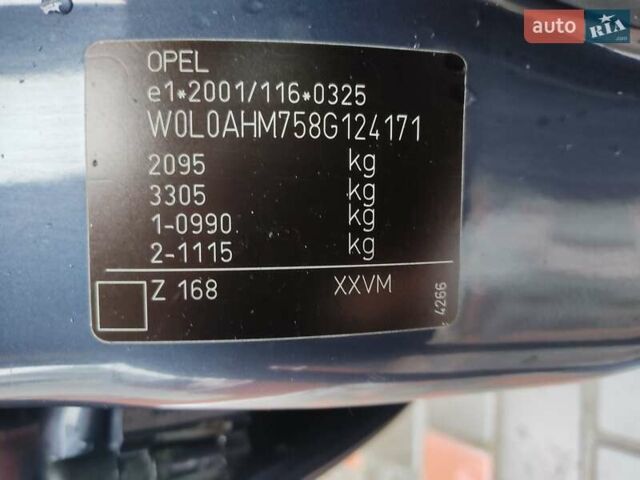 auto RIA .com
OPEL
e1*2001/116*0325
W0L0AHM758G124171
2095 kg
3305 kg
1-0990 kg
2-1115 kg
Z 168 XXVM
4266